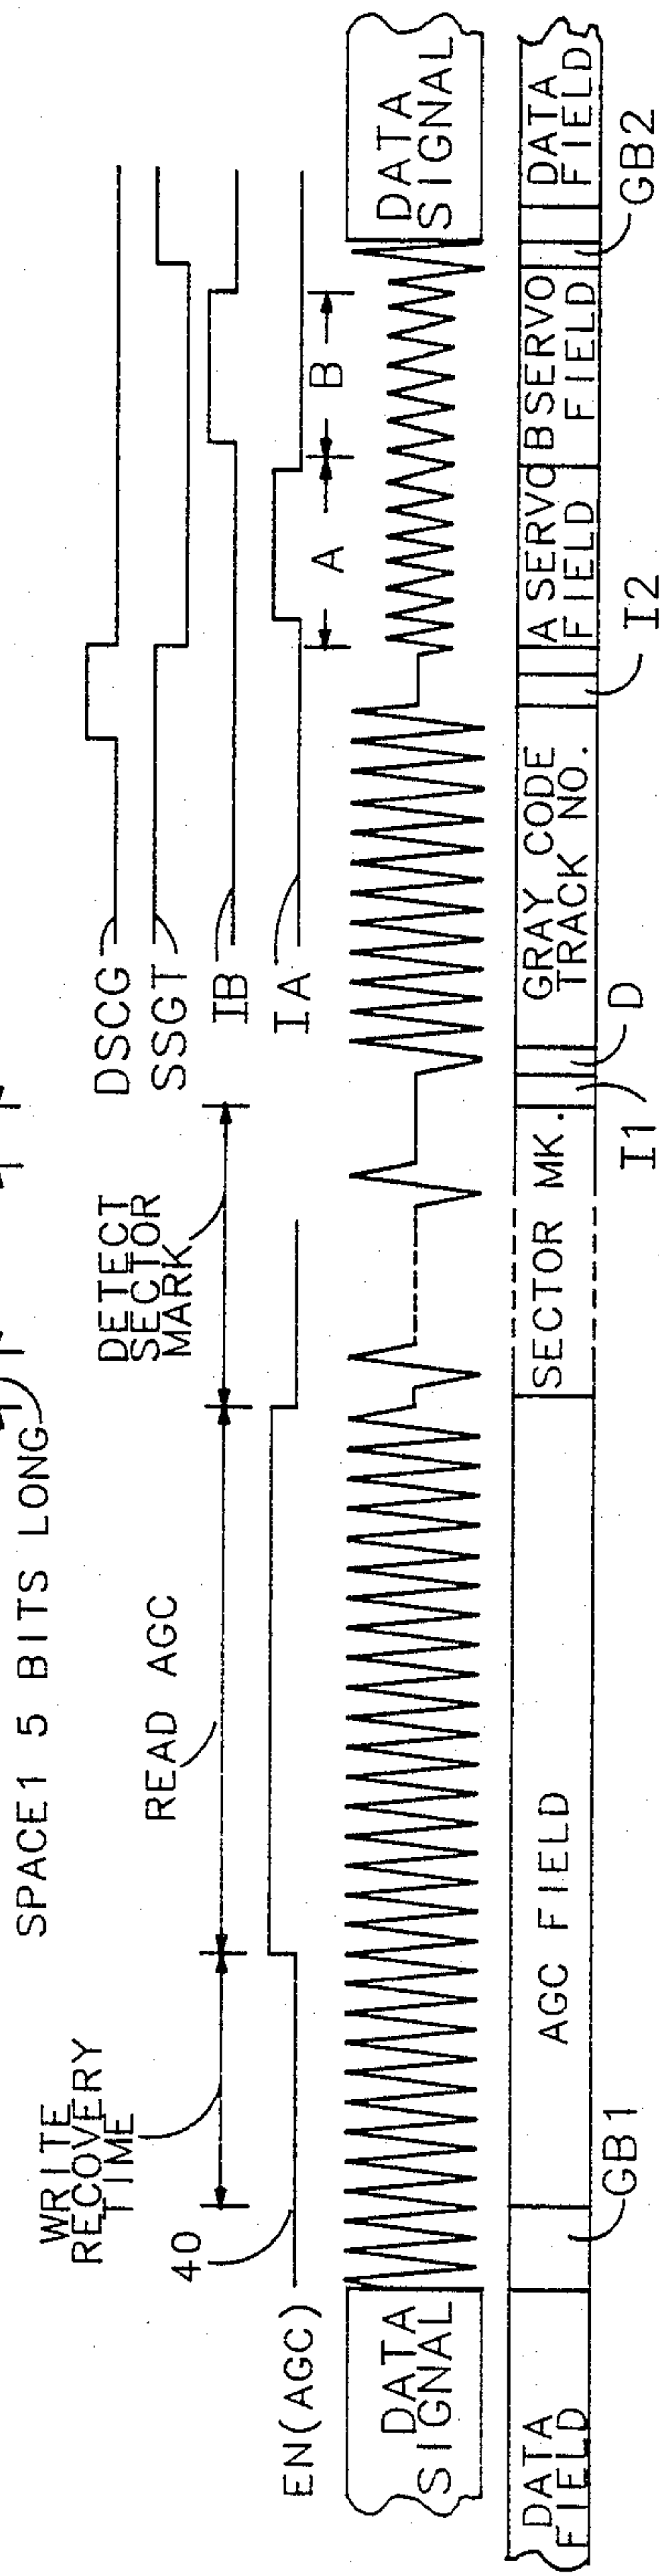 SPACE1 5 BITS LONG
WRITE
RECOVERY
TIME
READ AGC
DETECT
SECTOR
MARK
40
EN(AGC)
DSCG
SSGT
IB
IA
A
B
DATA
SIGNAL
DATA
SIGNAL
DATA
FIELD
GB1
AGC FIELD
SECTOR MK.
I1
D
GRAY CODE
TRACK NO.
I2
A SERVO
FIELD
BSERVO
FIELD
GB2
DATA
FIELD